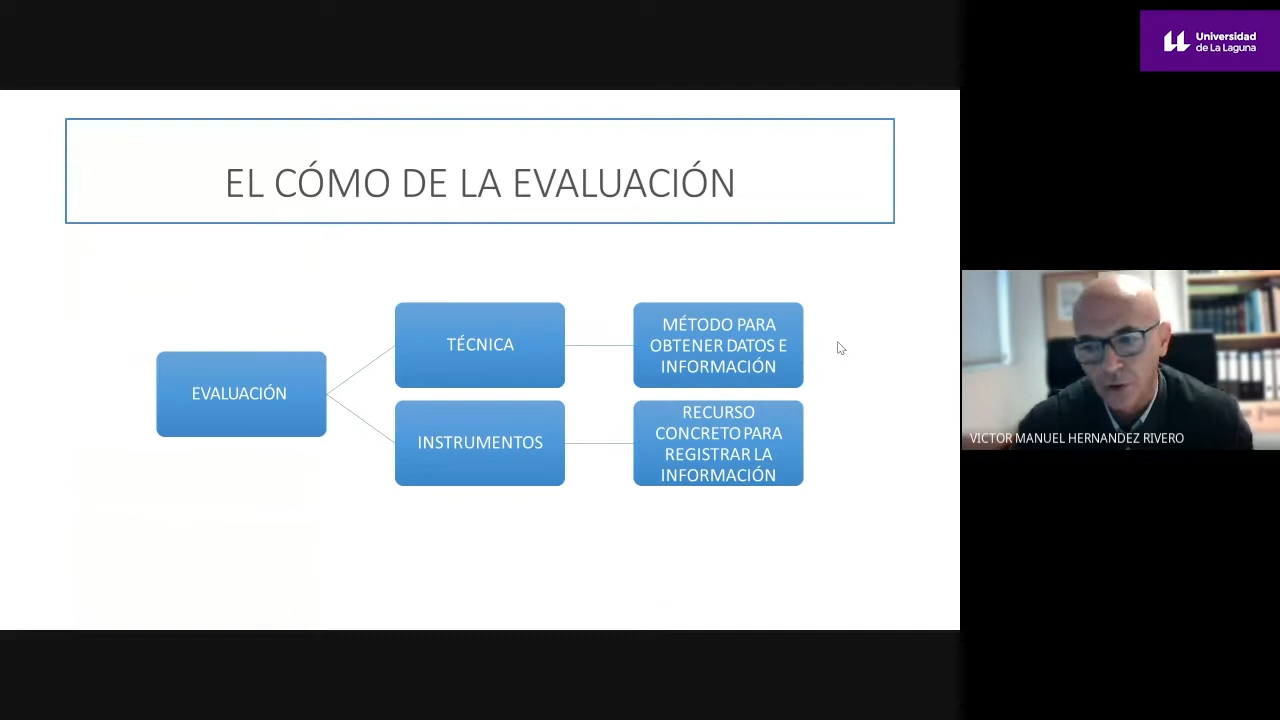 Universidad
de La Laguna
EL CÓMO DE LA EVALUACIÓN
EVALUACIÓN
TÉCNICA
MÉTODO PARA
OBTENER DATOS E
INFORMACIÓN
INSTRUMENTOS
RECURSO
CONCRETO PARA
REGISTRAR LA
INFORMACIÓN
VICTOR MANUEL HERNANDEZ RIVERO